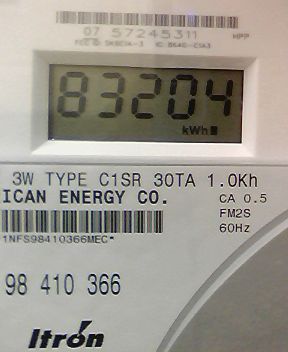 07 57245311 MPP
83204
kWh
3W TYPE C1SR 30TA 1.0Kh
ICAN ENERGY CO. CA 0.5
FM2S
60Hz
1NFS98410366MEC*
98 410 366
Itron